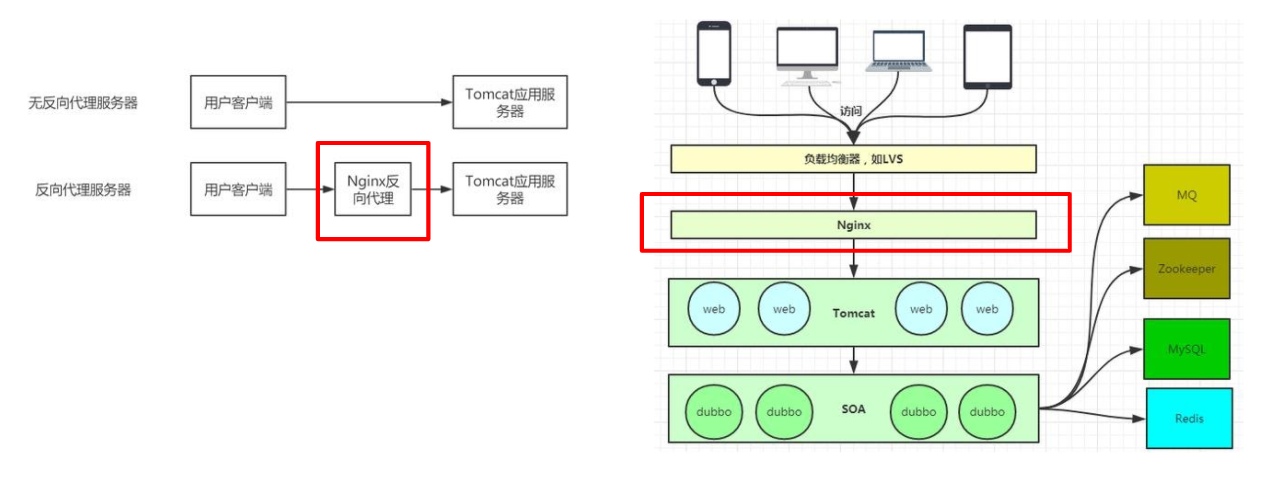 无反向代理服务器
用户客户端
Tomcat应用服
务器
反向代理服务器
用户客户端
Nginx反
向代理
Tomcat应用服
务器
访问
负载均衡器，如LVS
Nginx
web
web
Tomcat
web
web
dubbo
dubbo
SOA
dubbo
dubbo
MQ
Zookeeper
MySQL
Redis